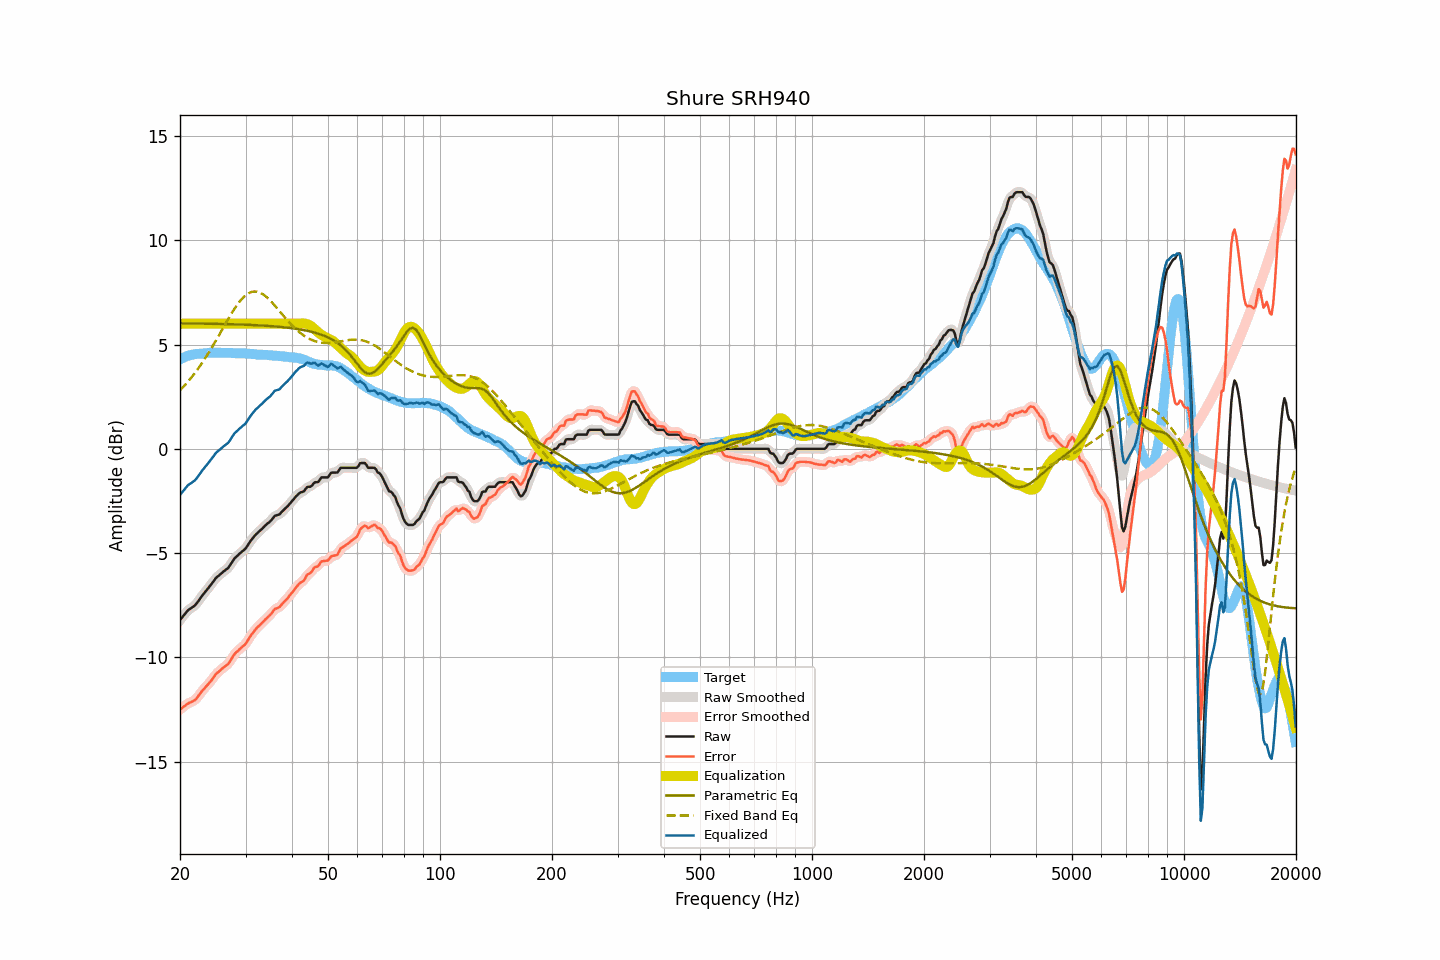 Shure SRH940
15
10
5
0
−5
−10
−15
Amplitude (dBr)
Target
Raw Smoothed
Error Smoothed
Raw
Error
Equalization
Parametric Eq
Fixed Band Eq
Equalized
20 50 100 200 500 1000 2000 5000 10000 20000
Frequency (Hz)